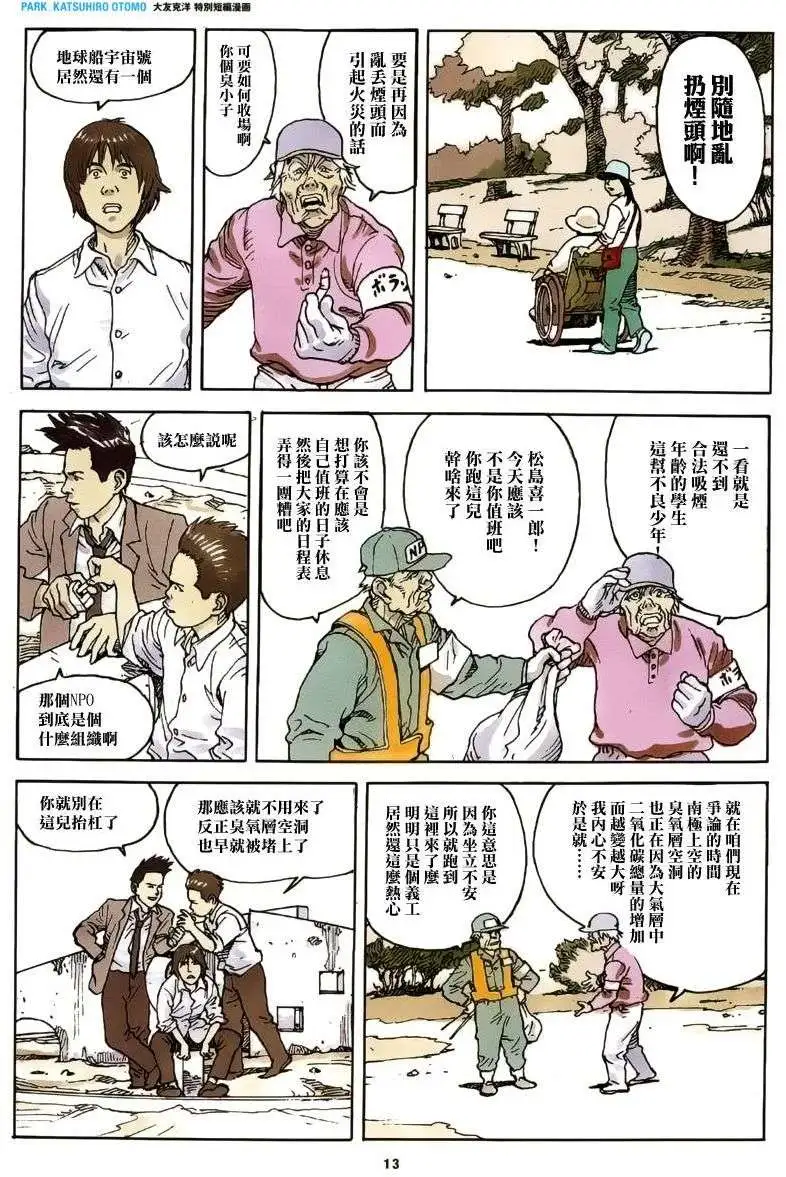 PARK KATSUHIRO OTOMO 大友克洋 特別短編漫画
別隨地亂
扔煙頭啊！
要是再因為
亂丟煙頭而
引起火災的話
可要如何收場啊
你個臭小子
ボラン
地球船宇宙號
居然還有一個
一看就是
還不到
合法吸煙
年齡的學生
這幫不良少年！
松島喜一郎！
今天應該
不是你值班吧
你跑這兒
幹啥來了
你該不會是
想打算在應該
自己值班的日子休息
然後把大家的日程表
弄得一團糟吧
NPO
ボラ
該怎麼説呢
那個NPO
到底是個
什麼組織啊
就在咱們現在
爭論的時間
南極上空的
臭氧層空洞
也正在因為大氣層中
二氧化碳總量的增加
而越變越大呀
我內心不安
於是就……
你這意思是
因為坐立不安
所以就跑到
這裡來了麼
明明只是個義工
居然還這麼熱心
那應該就不用來了
反正臭氧層空洞
也早就被堵上了
你就別在
這兒抬杠了
13